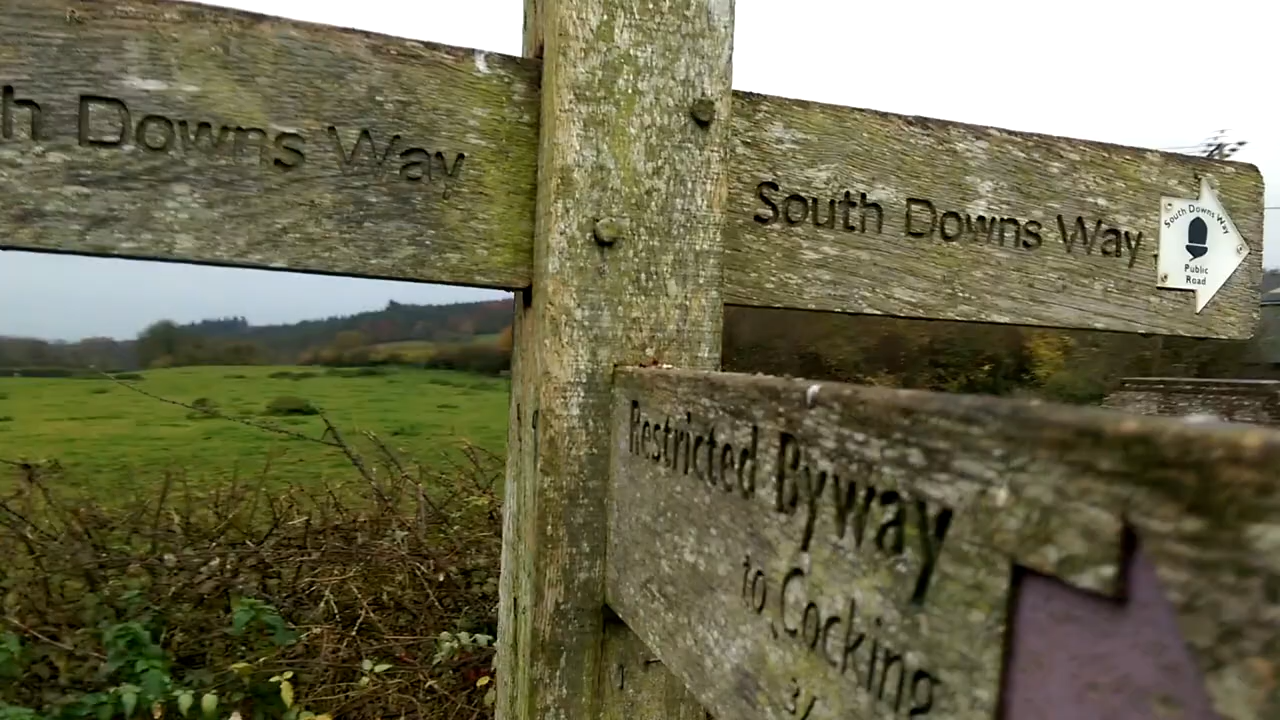 h Downs Way
South Downs Way
South Downs Way
Public
Road
Restricted Byway
to Cocking